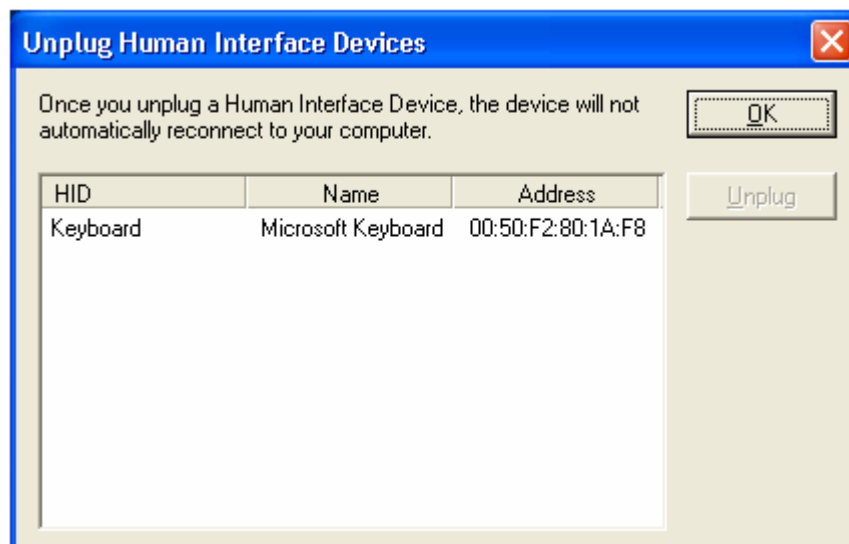 Unplug Human Interface Devices
Once you unplug a Human Interface Device, the device will not
automatically reconnect to your computer.
OK
HID Name Address
Unplug
Keyboard Microsoft Keyboard 00:50:F2:80:1A:F8